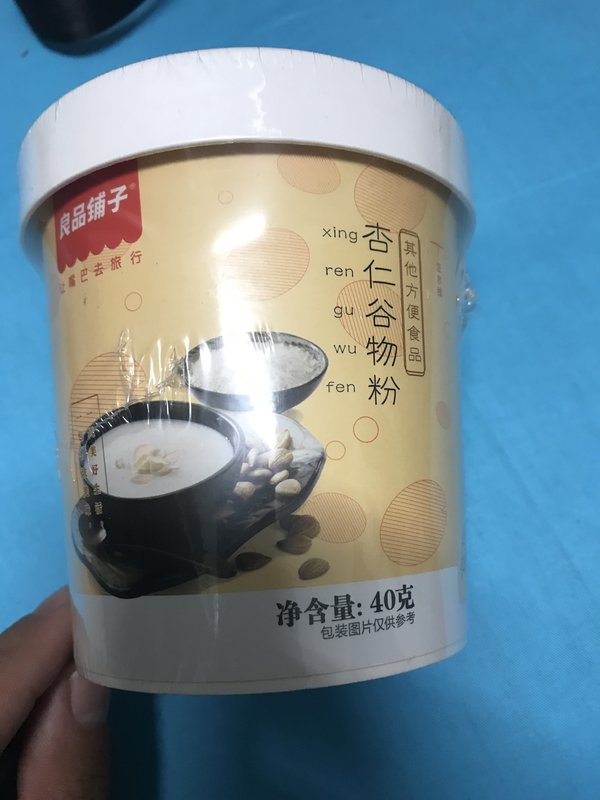 良品铺子®
让嘴巴去旅行
xing
ren
gu
wu
fen
杏仁谷物粉
其他方便食品
净含量: 40克
包装图片仅供参考